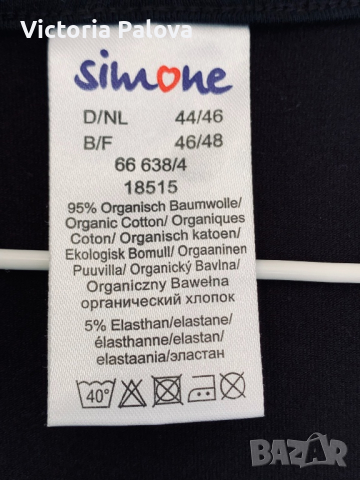 Victoria Palova
simone
D/NL 44/46
B/F 46/48
66 638/4
18515
95% Organisch Baumwolle/
Organic Cotton/ Organiques
Coton/ Organisch katoen/
Ekologisk Bomull/ Orgaaninen
Puuvilla/ Organický Bavlna/
Organiczny Bawełna
органический хлопок
5% Elasthan/elastane/
élasthanne/elastan/
elastaania/эластан
40°
BAZAR